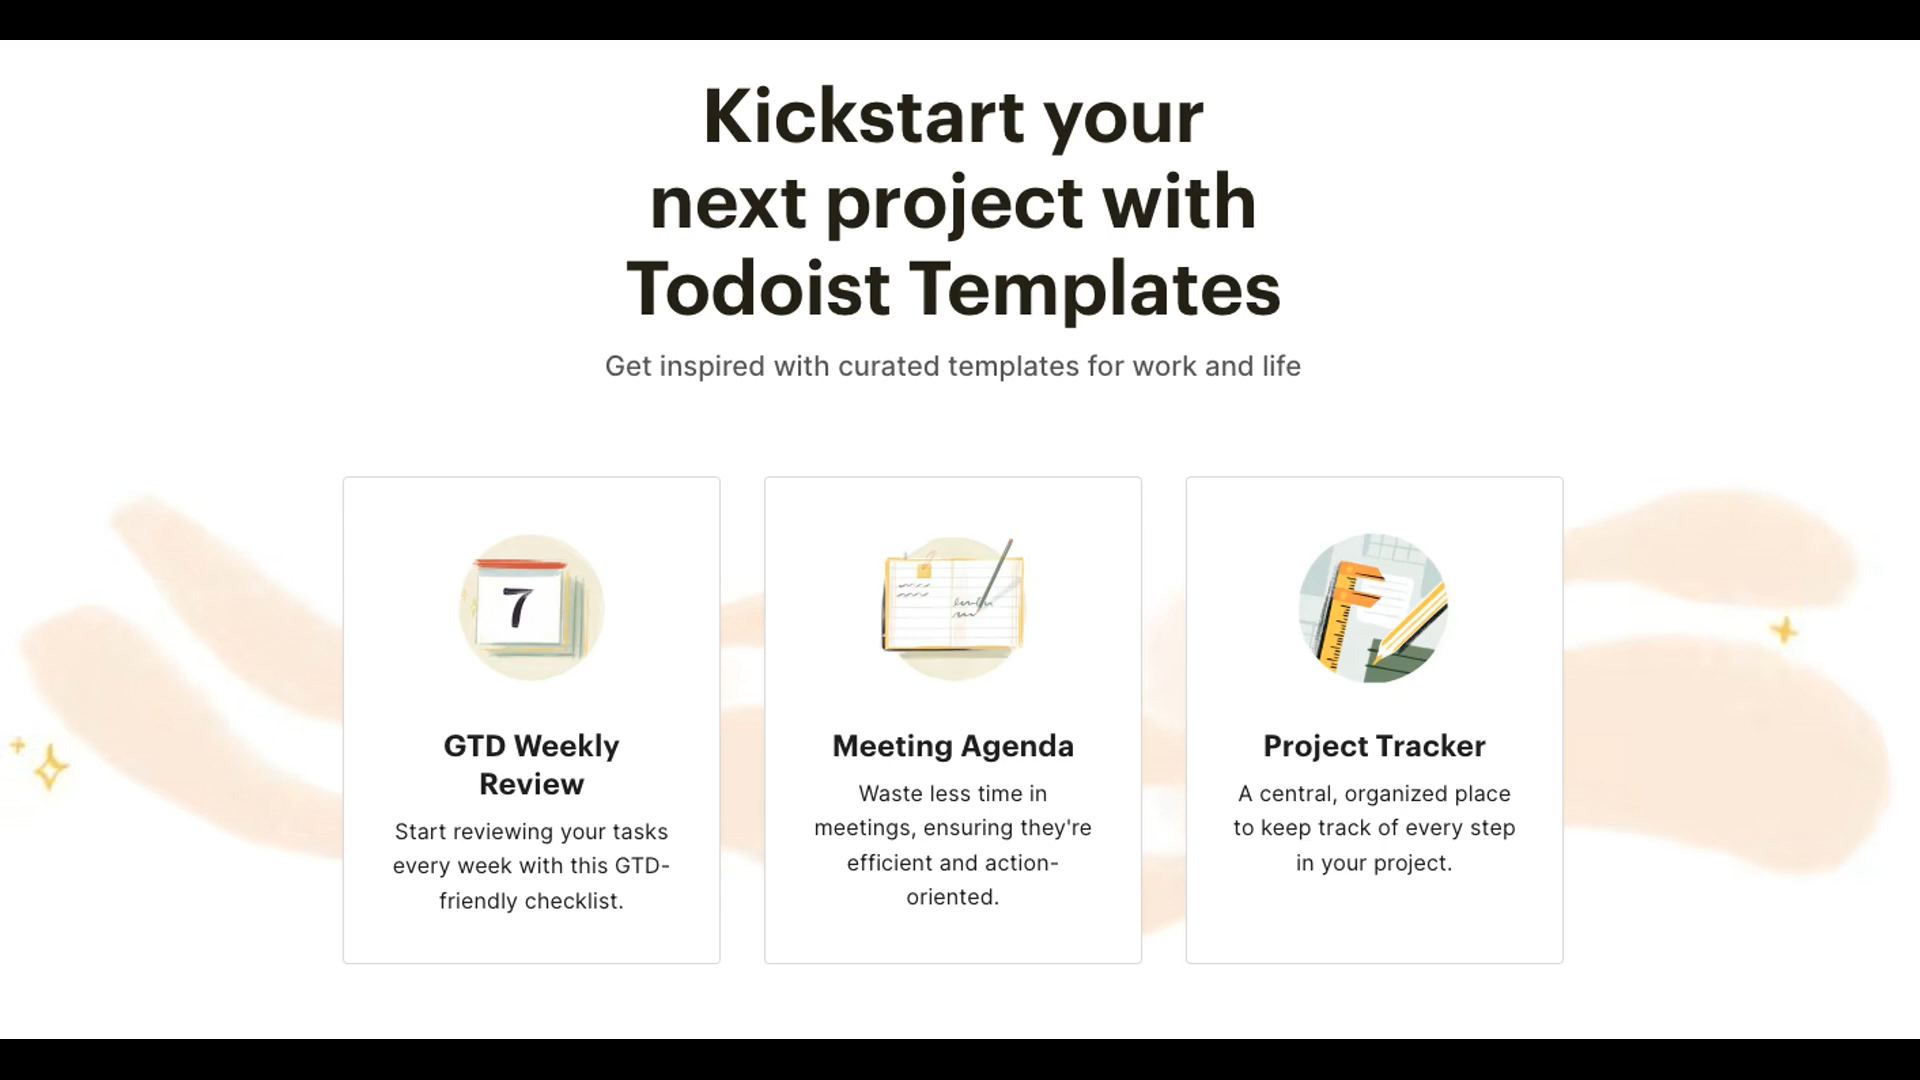 Kickstart your
next project with
Todoist Templates
Get inspired with curated templates for work and life
7
GTD Weekly
Review
Start reviewing your tasks
every week with this GTD-
friendly checklist.
Meeting Agenda
Waste less time in
meetings, ensuring they're
efficient and action-
oriented.
Project Tracker
A central, organized place
to keep track of every step
in your project.